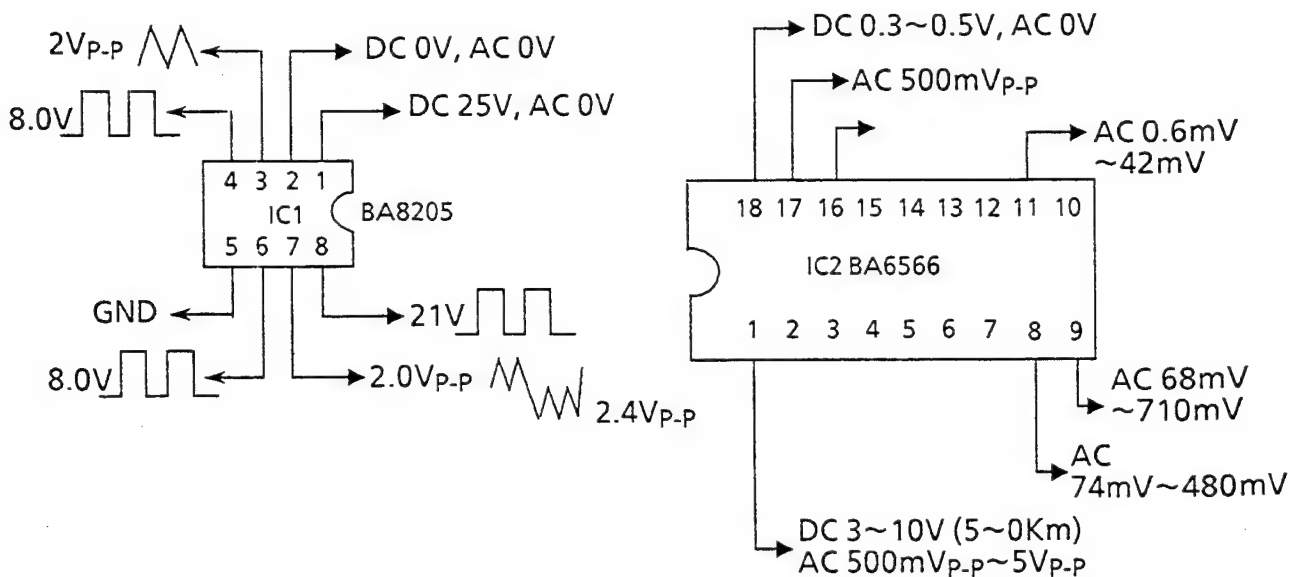 2VP-P
DC 0V, AC 0V
8.0V
DC 25V, AC 0V
4 3 2 1
IC1
BA8205
5 6 7 8
GND
21V
8.0V
2.0VP-P
2.4VP-P
DC 0.3~0.5V, AC 0V
AC 500mVP-P
AC 0.6mV
~42mV
18 17 16 15 14 13 12 11 10
IC2 BA6566
1 2 3 4 5 6 7 8 9
AC 68mV
~710mV
AC
74mV~480mV
DC 3~10V (5~0Km)
AC 500mVP-P~5VP-P